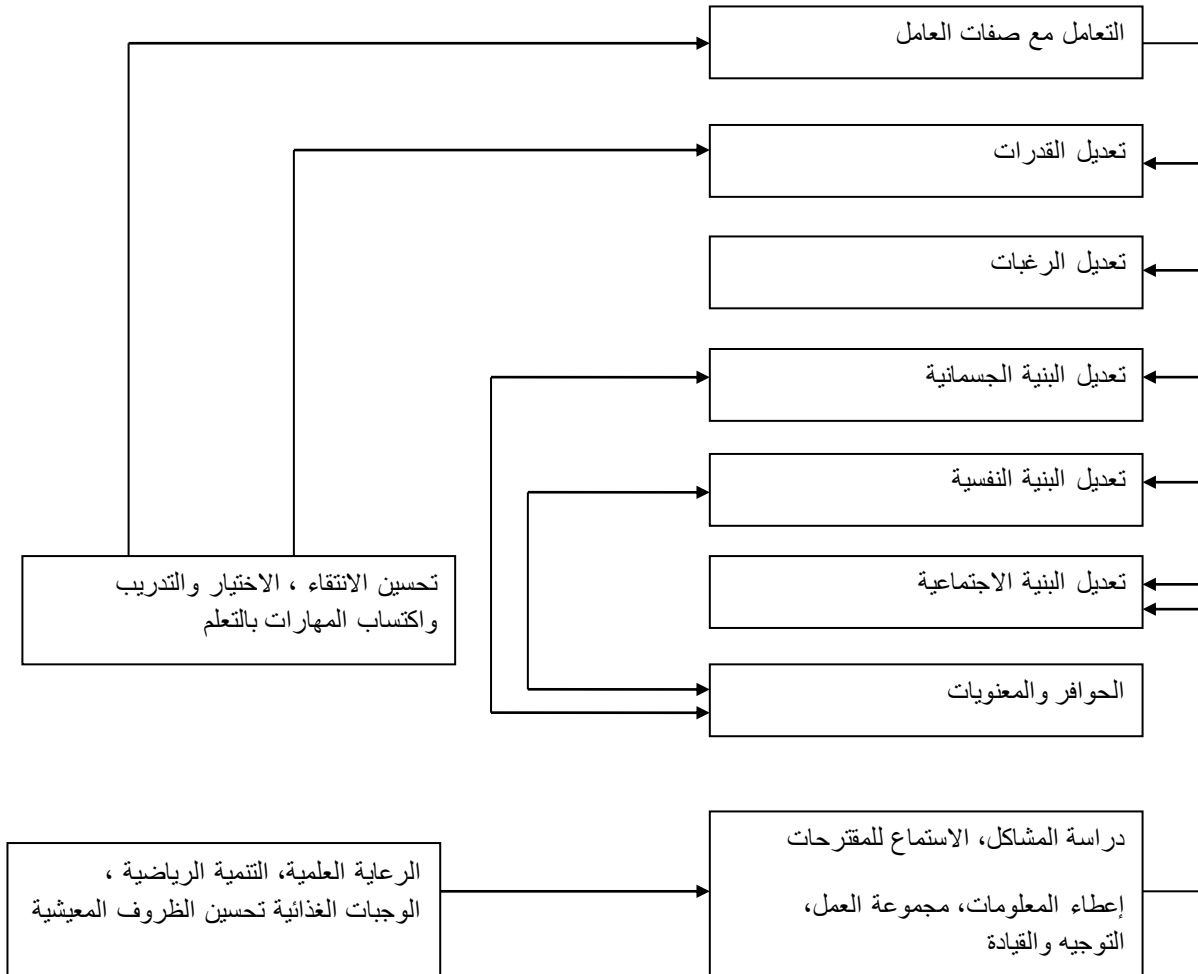 التعامل مع صفات العامل
تعديل القدرات
تعديل الرغبات
تعديل البنية الجسمانية
تعديل البنية النفسية
تعديل البنية الاجتماعية
تحسين الانتقاء ، الاختيار والتدريب
واكتساب المهارات بالتعلم
الحوافر والمعنويات
دراسة المشاكل، الاستماع للمقترحات
إعطاء المعلومات، مجموعة العمل،
التوجيه والقيادة
الرعاية العلمية، التنمية الرياضية ،
الوجبات الغذائية تحسين الظروف المعيشية